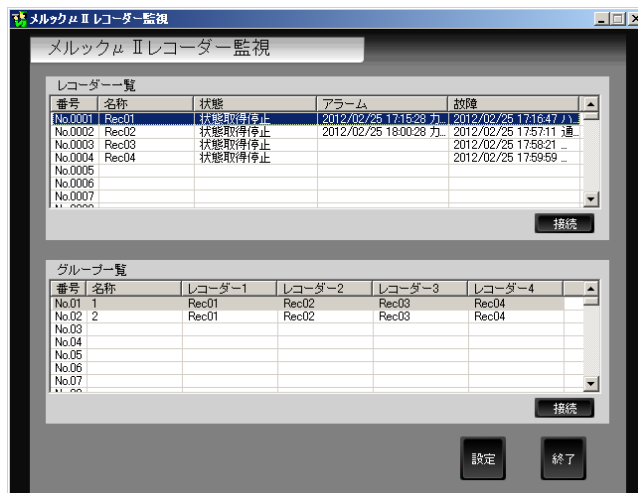 メルックμⅡレコーダー監視
メルックμⅡレコーダー監視
レコーダー一覧
番号 名称 状態 アラーム 故障
No.0001 Rec01 状態取得停止 2012/02/25 17:15:28 カ... 2012/02/25 17:16:47 ハ...
No.0002 Rec02 状態取得停止 2012/02/25 18:00:28 カ... 2012/02/25 17:57:11 通...
No.0003 Rec03 状態取得停止 2012/02/25 17:58:21 ...
No.0004 Rec04 状態取得停止 2012/02/25 17:59:59 ...
No.0005
No.0006
No.0007
接続
グループ一覧
番号 名称 レコーダー1 レコーダー2 レコーダー3 レコーダー4
No.01 1 Rec01 Rec02 Rec03 Rec04
No.02 2 Rec01 Rec02 Rec03 Rec04
No.03
No.04
No.05
No.06
No.07
接続
設定 終了